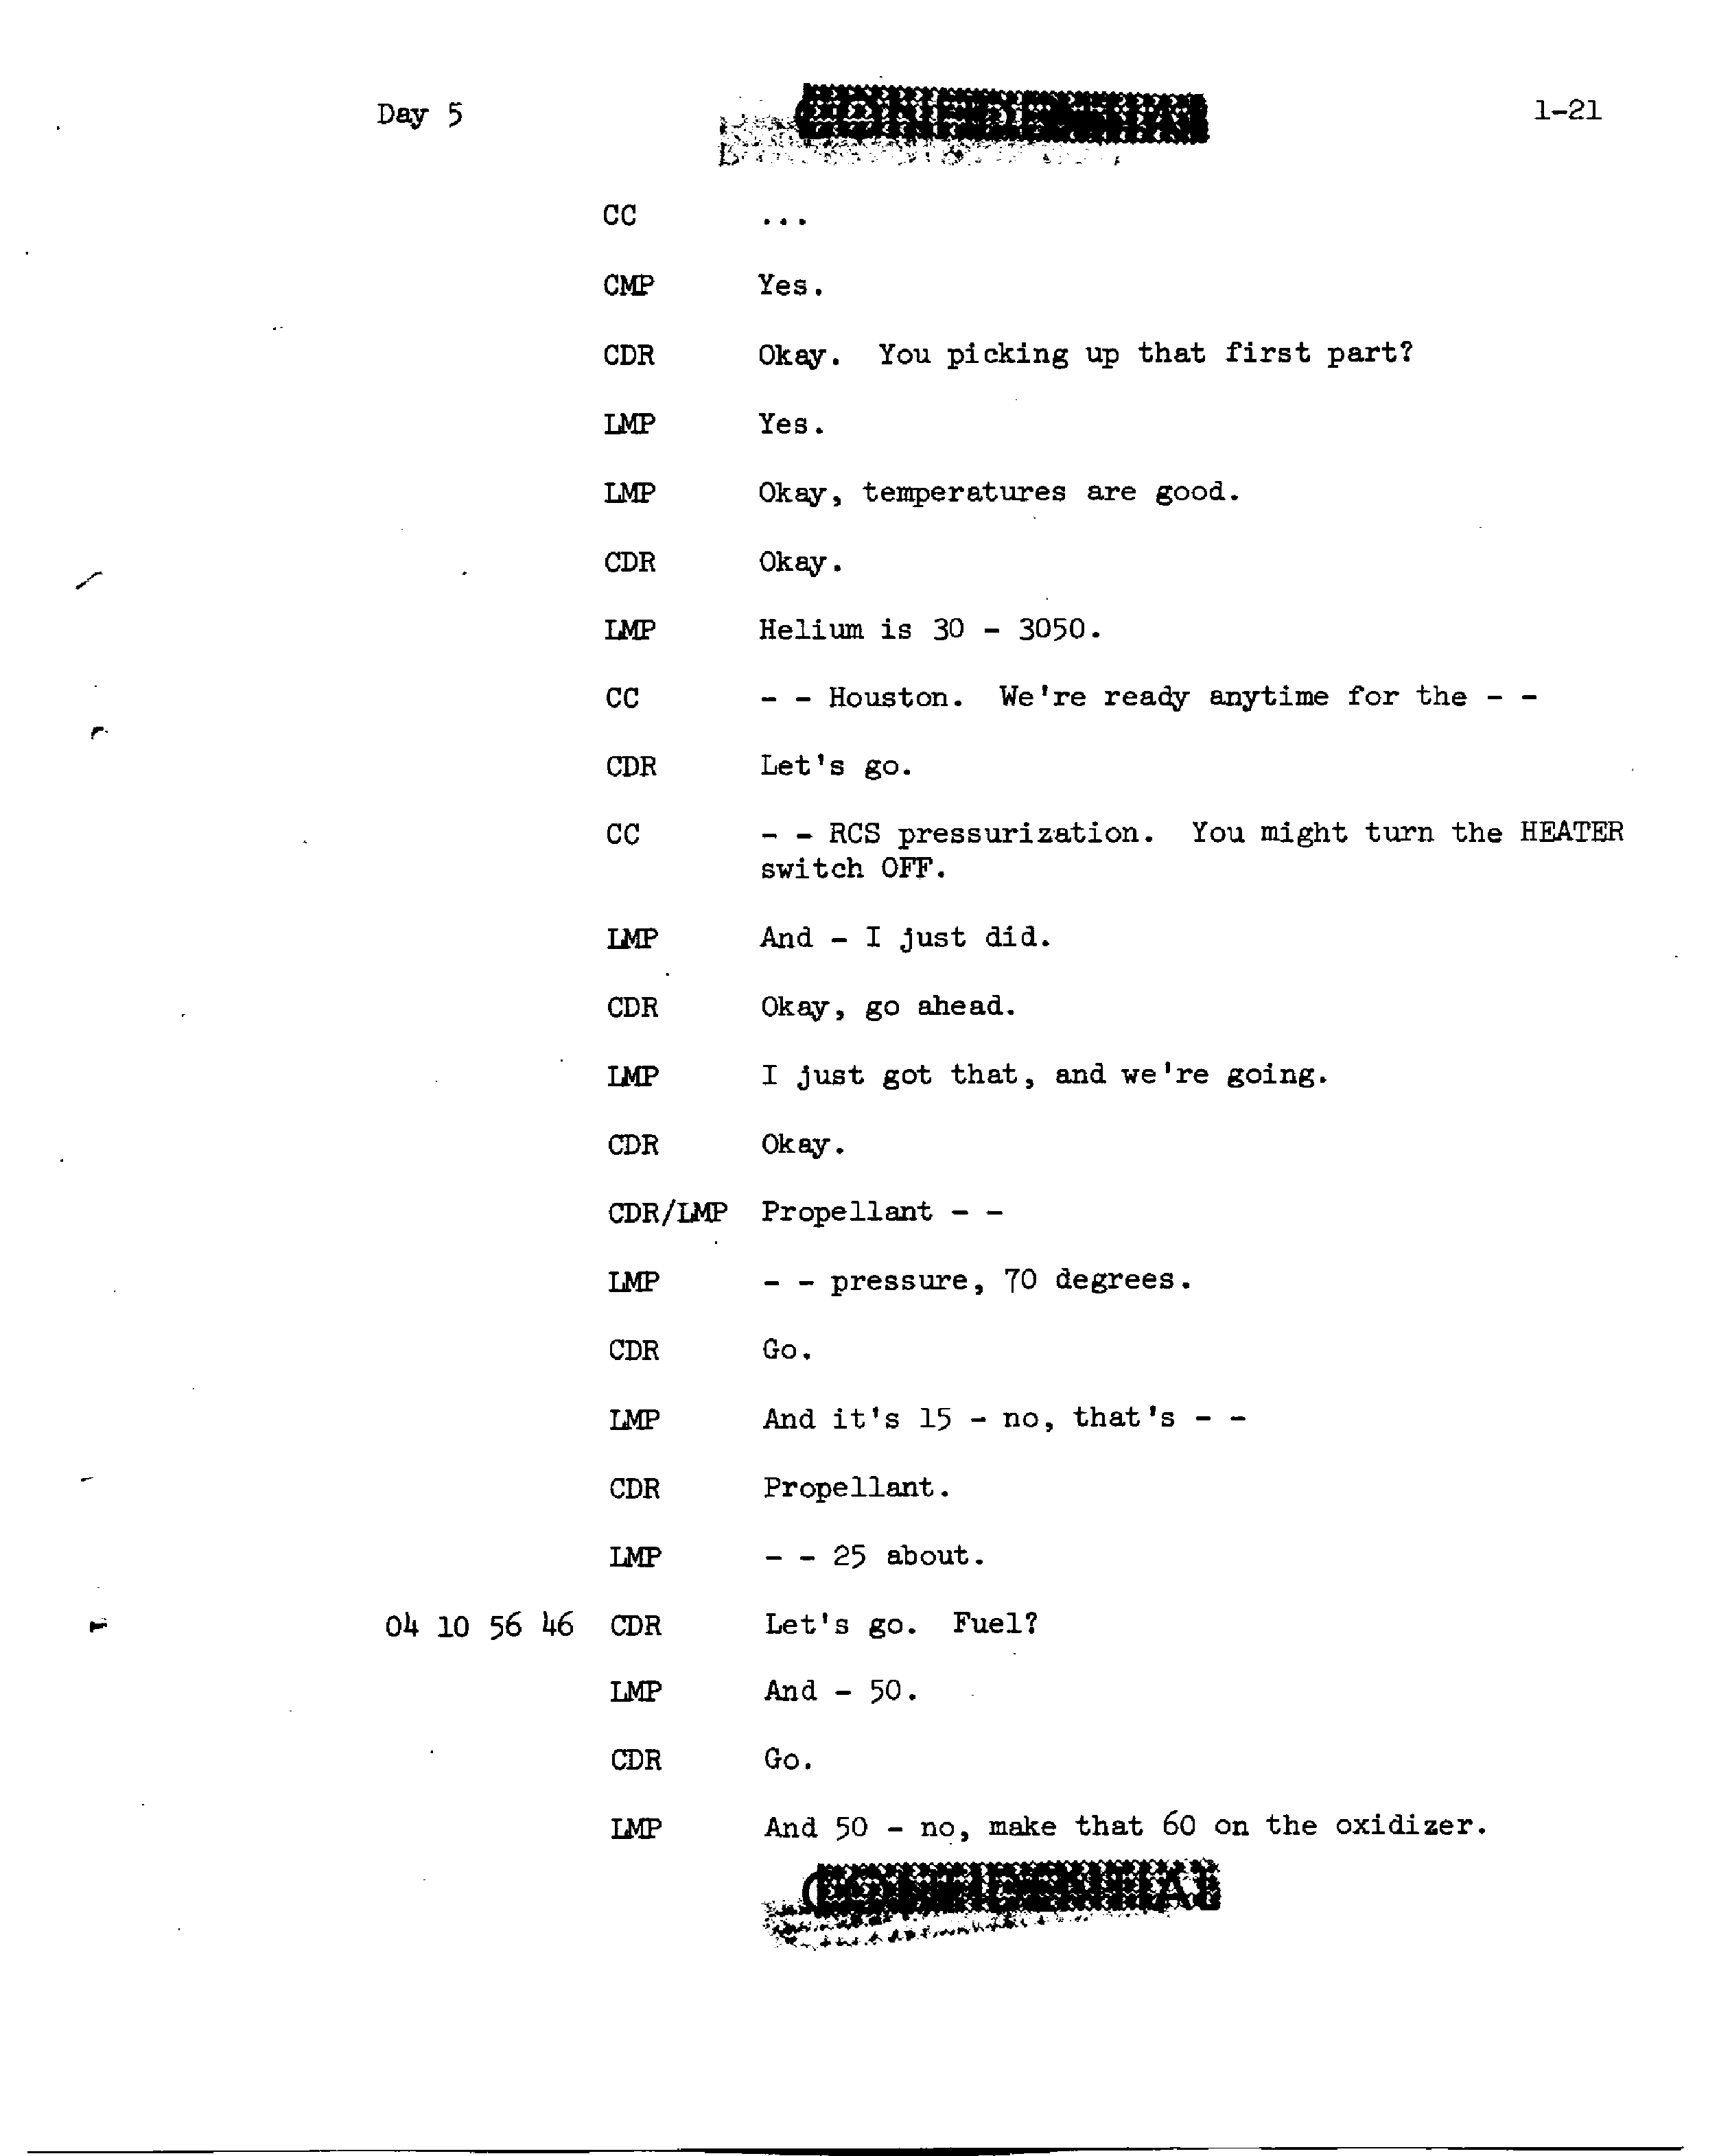 Day 5
CONFIDENTIAL
1-21
CC ...
CMP Yes.
CDR Okay. You picking up that first part?
LMP Yes.
LMP Okay, temperatures are good.
CDR Okay.
LMP Helium is 30 - 3050.
CC - - Houston. We're ready anytime for the - -
CDR Let's go.
CC - - RCS pressurization. You might turn the HEATER
switch OFF.
LMP And - I just did.
CDR Okay, go ahead.
LMP I just got that, and we're going.
CDR Okay.
CDR/LMP Propellant - -
LMP - - pressure, 70 degrees.
CDR Go.
LMP And it's 15 - no, that's - -
CDR Propellant.
LMP - - 25 about.
04 10 56 46 CDR Let's go. Fuel?
LMP And - 50.
CDR Go.
LMP And 50 - no, make that 60 on the oxidizer.
CONFIDENTIAL